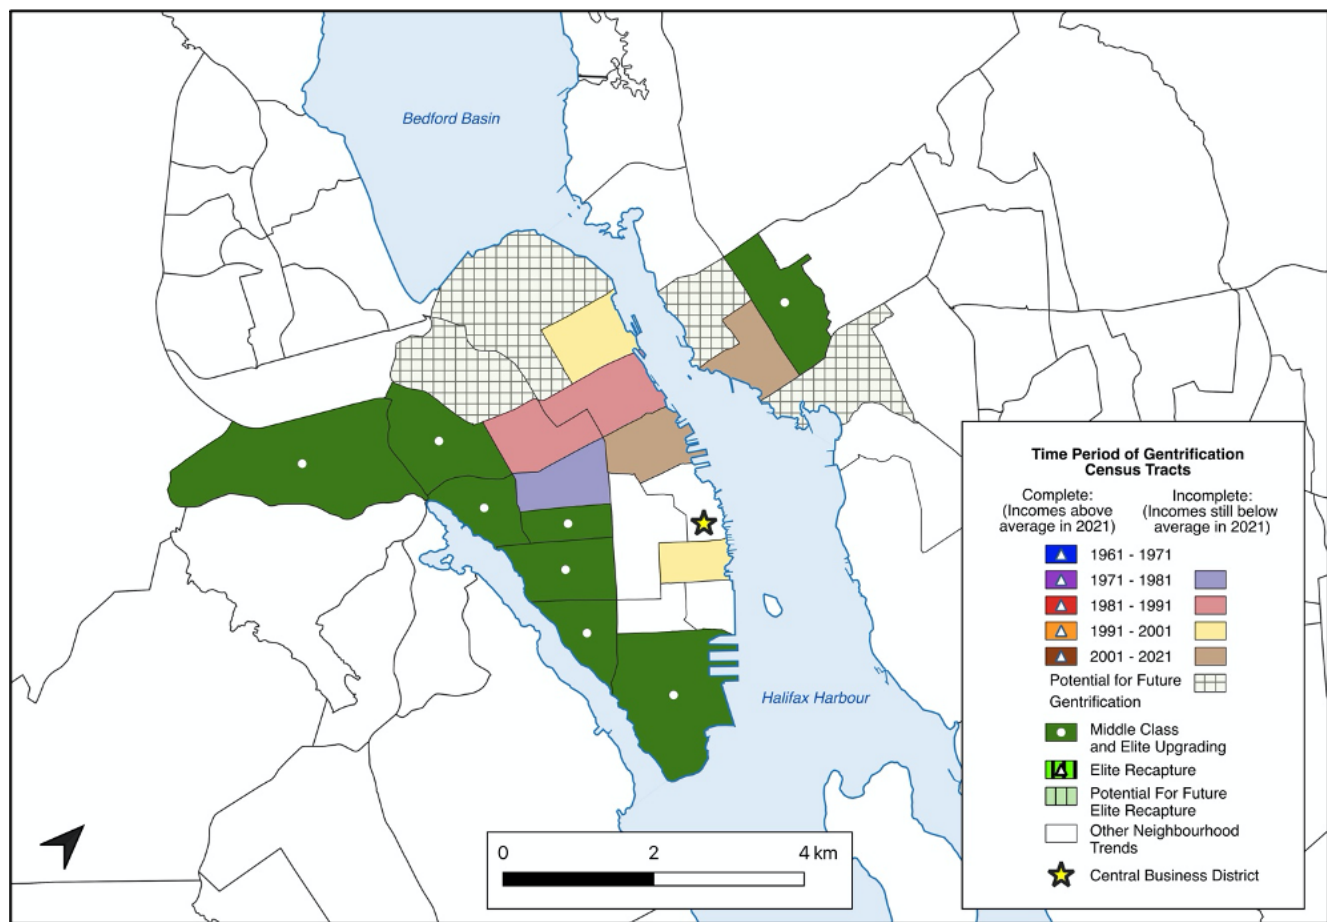 Bedford Basin
Halifax Harbour
Time Period of Gentrification
Census Tracts
Complete:
(Incomes above
average in 2021)
Incomplete:
(Incomes still below
average in 2021)
1961 - 1971
1971 - 1981
1981 - 1991
1991 - 2001
2001 - 2021
Potential for Future
Gentrification
Middle Class
and Elite Upgrading
Elite Recapture
Potential For Future
Elite Recapture
Other Neighbourhood
Trends
Central Business District
0 2 4 km